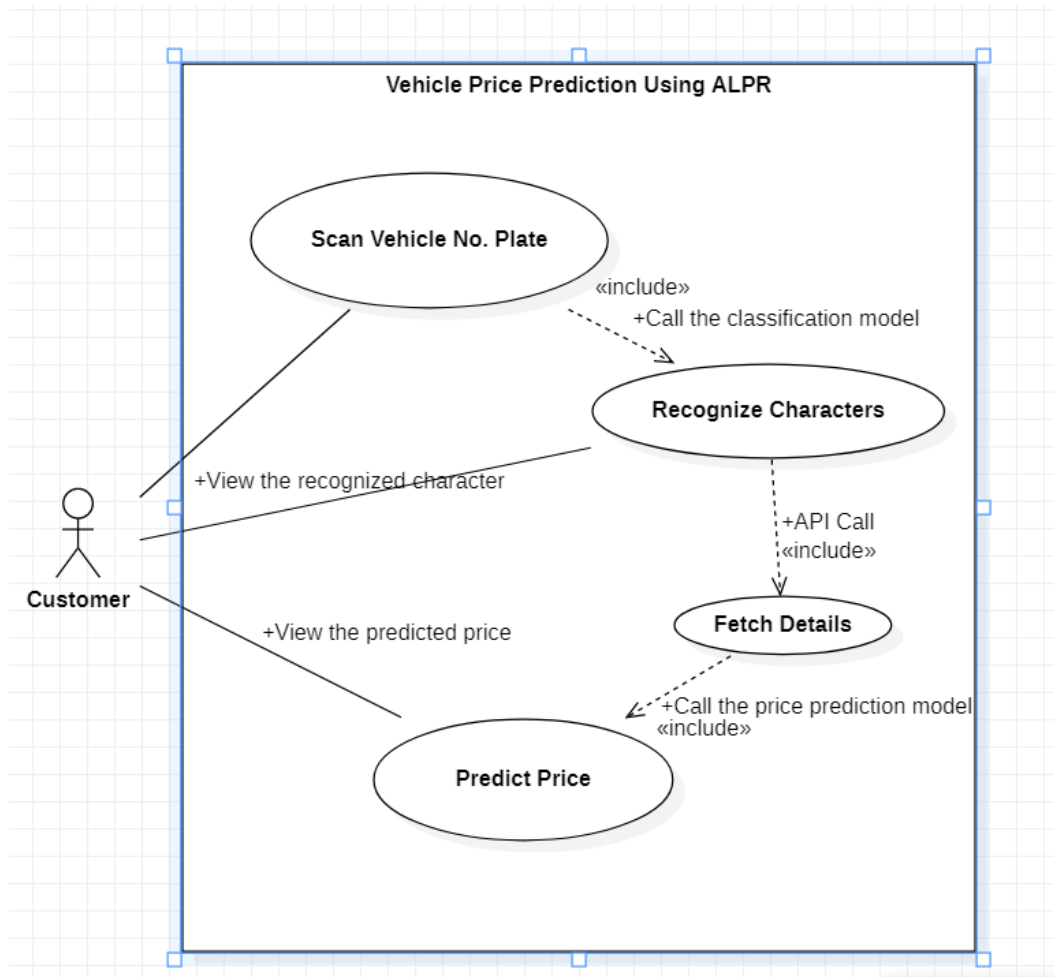 Vehicle Price Prediction Using ALPR
Scan Vehicle No. Plate
«include»
+Call the classification model
Recognize Characters
+View the recognized character
+API Call
«include»
Customer
Fetch Details
+View the predicted price
+Call the price prediction model
«include»
Predict Price